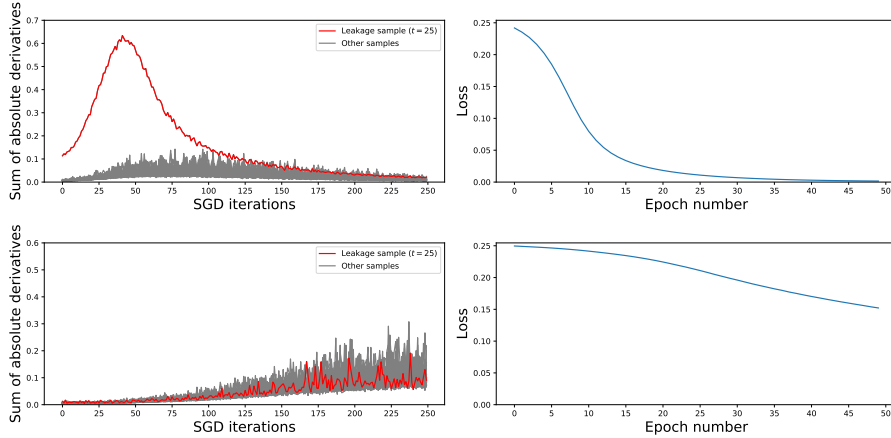 Sum of absolute derivatives
0.7
0.6
0.5
0.4
0.3
0.2
0.1
0.0
Leakage sample (t = 25)
Other samples
0 25 50 75 100 125 150 175 200 225 250
SGD iterations
Loss
0.25
0.20
0.15
0.10
0.05
0.00
0 5 10 15 20 25 30 35 40 45 50
Epoch number
Sum of absolute derivatives
0.6
0.5
0.4
0.3
0.2
0.1
0.0
Leakage sample (t = 25)
Other samples
0 25 50 75 100 125 150 175 200 225 250
SGD iterations
Loss
0.25
0.20
0.15
0.10
0.05
0.00
0 5 10 15 20 25 30 35 40 45 50
Epoch number